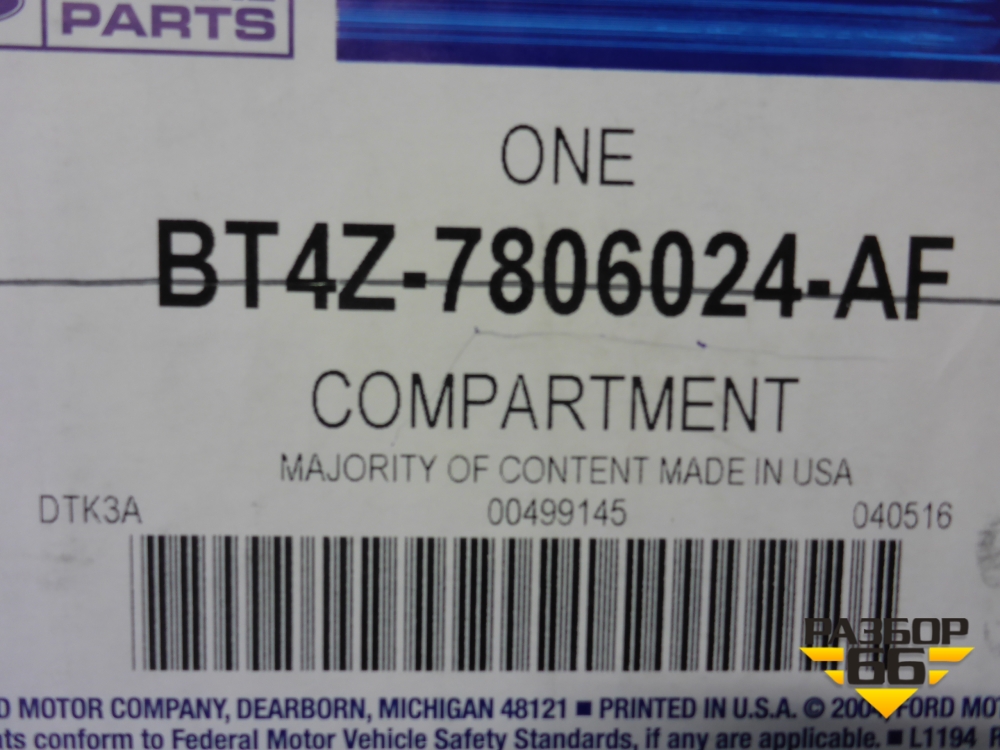 PARTS
ONE
BT4Z-7806024-AF
COMPARTMENT
MAJORITY OF CONTENT MADE IN USA
DTK3A 00499145 040516
РАЗБОР
66
MOTOR COMPANY, DEARBORN, MICHIGAN 48121 ■ PRINTED IN U.S.A. © FORD
conform to Federal Motor Vehicle Safety Standards, if any are applicable. ■ L1194